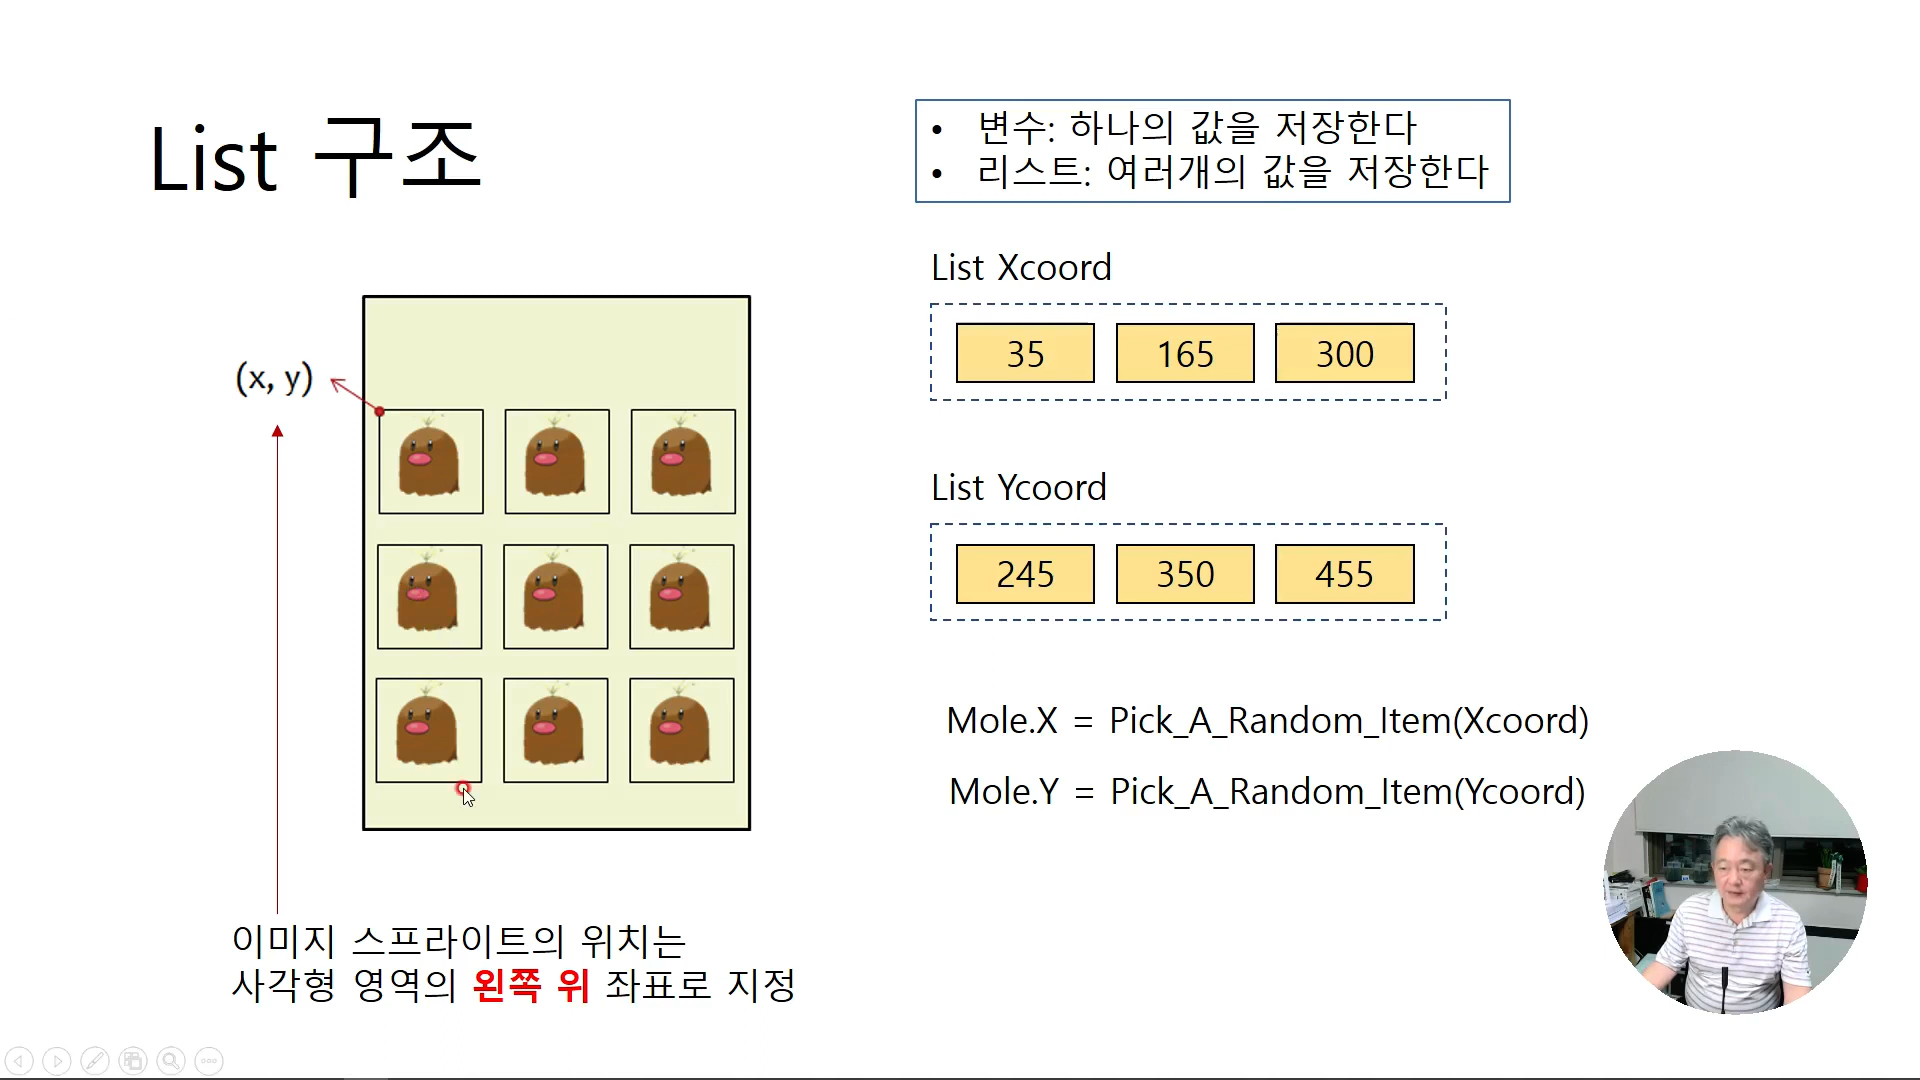 List 구조
• 변수: 하나의 값을 저장한다
• 리스트: 여러개의 값을 저장한다
List Xcoord
35 165 300
(x, y)
List Ycoord
245 350 455
Mole.X = Pick_A_Random_Item(Xcoord)
Mole.Y = Pick_A_Random_Item(Ycoord)
이미지 스프라이트의 위치는
사각형 영역의 왼쪽 위 좌표로 지정